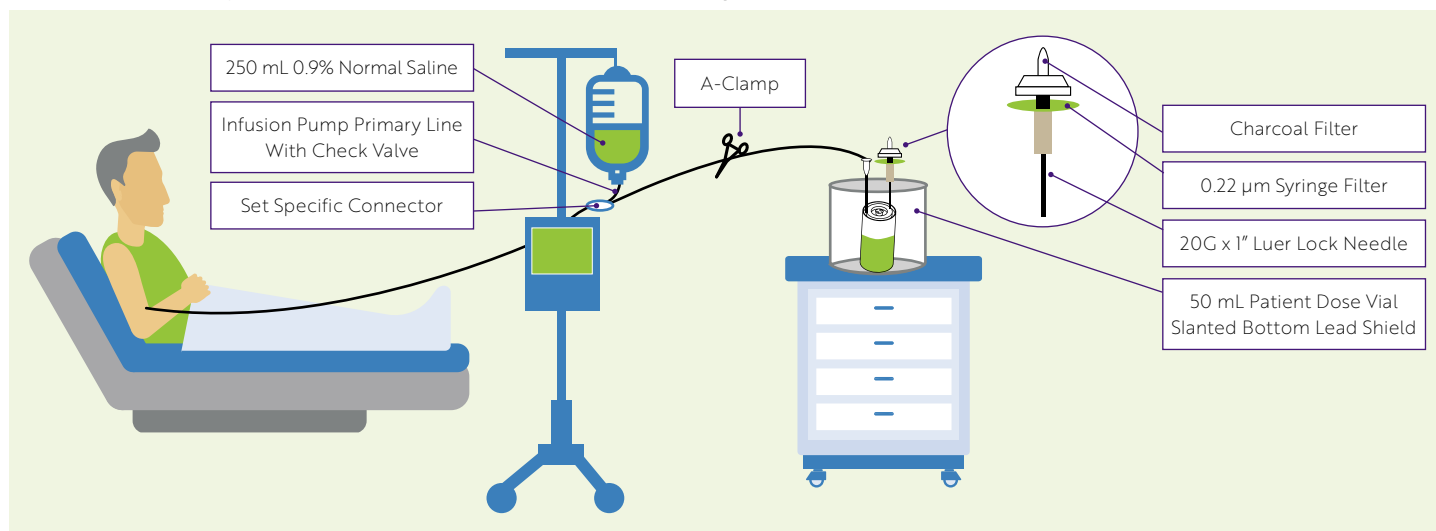 250 mL 0.9% Normal Saline
Infusion Pump Primary Line
With Check Valve
Set Specific Connector
A-Clamp
Charcoal Filter
0.22 µm Syringe Filter
20G x 1” Luer Lock Needle
50 mL Patient Dose Vial
Slanted Bottom Lead Shield